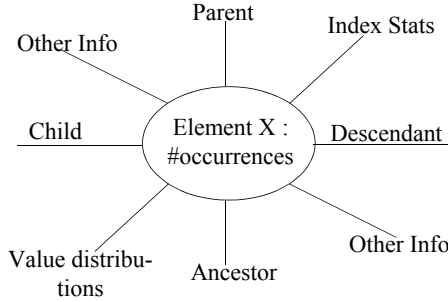 Parent
Index Stats
Other Info
Element X :
#occurrences
Child
Descendant
Value distribu-
tions
Ancestor
Other Info